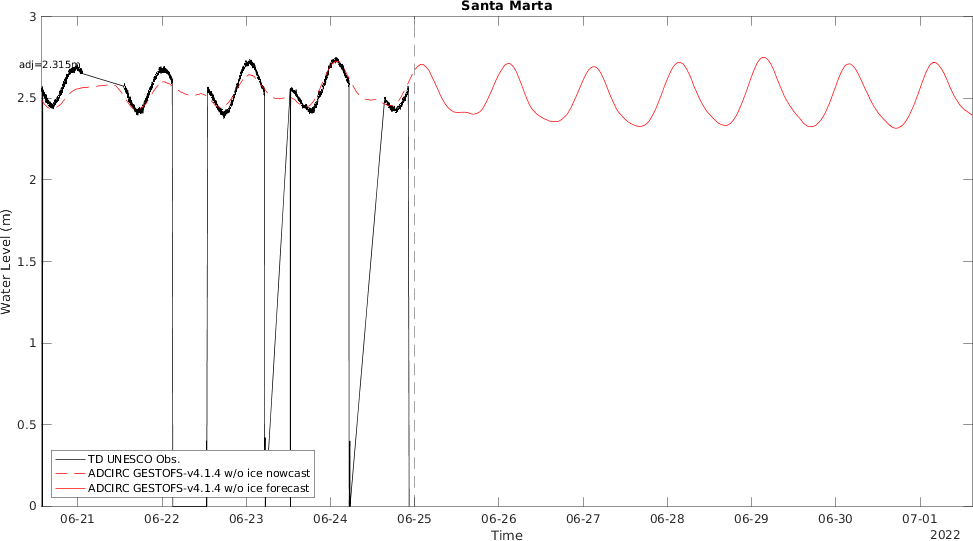 Santa Marta
3
adj=2.315m
2.5
2
1.5
1
0.5
0
Water Level (m)
TD UNESCO Obs.
ADCIRC GESTOFS-v4.1.4 w/o ice nowcast
ADCIRC GESTOFS-v4.1.4 w/o ice forecast
06-21 06-22 06-23 06-24 06-25 06-26 06-27 06-28 06-29 06-30 07-01
Time
2022